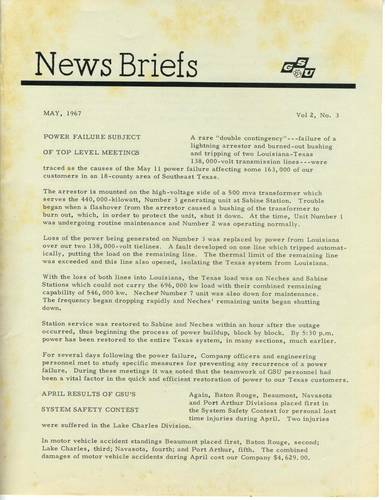 News Briefs
GSU
MAY, 1967
Vol 2, No. 3
POWER FAILURE SUBJECT
OF TOP LEVEL MEETINGS
A rare "double contingency"---failure of a
lightning arrestor and burned-out bushing
and tripping of two Louisiana-Texas
138,000-volt transmission lines---were
traced as the causes of the May 11 power failure affecting some 163,000 of our
customers in an 18-county area of Southeast Texas.
The arrestor is mounted on the high-voltage side of a 500 mva transformer which
serves the 440,000-kilowatt, Number 3 generating unit at Sabine Station. Trouble
began when a flashover from the arrestor caused a bushing of the transformer to
burn out, which, in order to protect the unit, shut it down. At the time, Unit Number 1
was undergoing routine maintenance and Number 2 was operating normally.
Loss of the power being generated on Number 3 was replaced by power from Louisiana
over our two 138,000-volt tielines. A fault developed on one line which tripped automat-
ically, putting the load on the remaining line. The thermal limit of the remaining line
was exceeded and this line also opened, isolating the Texas system from Louisiana.
With the loss of both lines into Louisiana, the Texas load was on Neches and Sabine
Stations which could not carry the 696,000 kw load with their combined remaining
capability of 546,000 kw. Neches' Number 7 unit was also down for maintenance.
The frequency began dropping rapidly and Neches' remaining units began shutting
down.
Station service was restored to Sabine and Neches within an hour after the outage
occurred, thus beginning the process of power buildup, block by block. By 5:30 p.m.
power has been restored to the entire Texas system, in many sections, much earlier.
For several days following the power failure, Company officers and engineering
personnel met to study specific measures for preventing any recurrence of a power
failure. During these meetings it was noted that the teamwork of GSU personnel had
been a vital factor in the quick and efficient restoration of power to our Texas customers.
APRIL RESULTS OF GSU'S
SYSTEM SAFETY CONTEST
Again, Baton Rouge, Beaumont, Navasota
and Port Arthur Divisions placed first in
the System Safety Contest for personal lost
time injuries during April. Two injuries
were suffered in the Lake Charles Division.
In motor vehicle accident standings Beaumont placed first, Baton Rouge, second;
Lake Charles, third; Navasota, fourth; and Port Arthur, fifth. The combined
damages of motor vehicle accidents during April cost our Company $4,629.00.